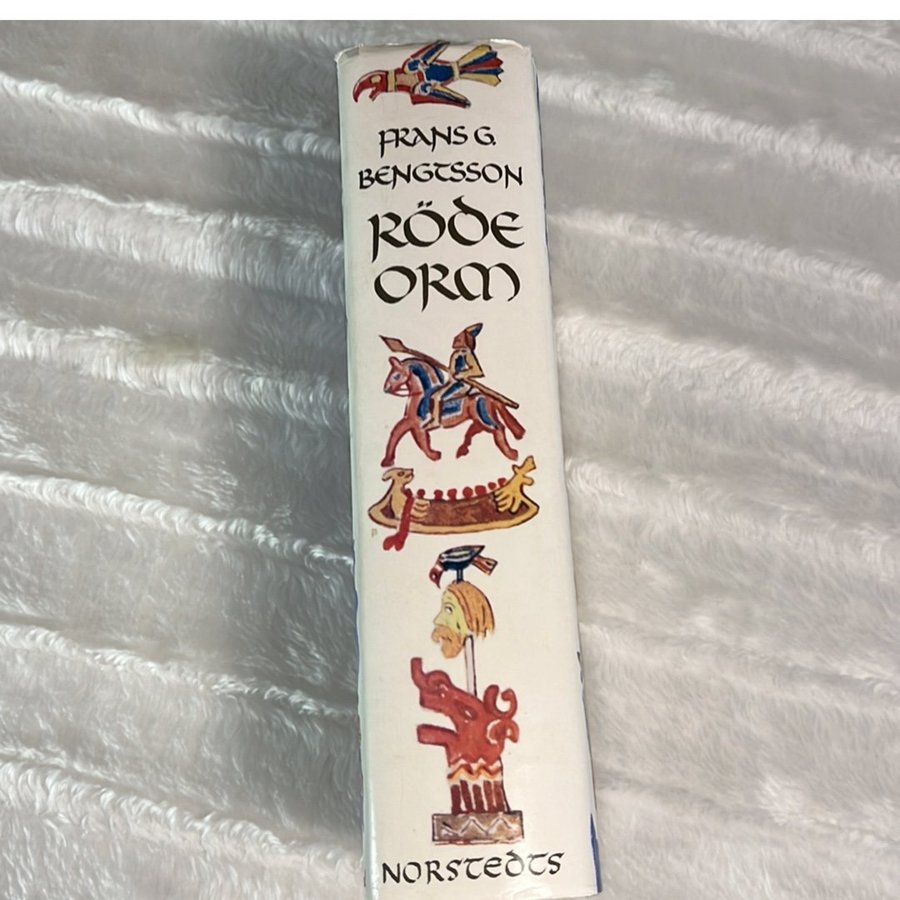 FRANS G.
BENGTSSON
RÖDE
ORM
NORSTEDTS